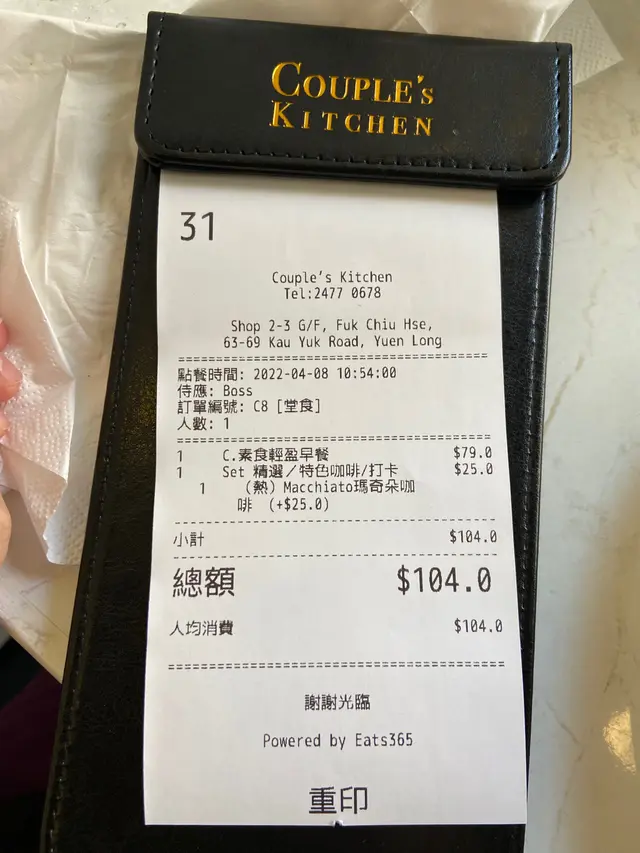 COUPLE'S
KITCHEN
31
Couple's Kitchen
Tel:2477 0678
Shop 2-3 G/F, Fuk Chiu Hse,
63-69 Kau Yuk Road, Yuen Long
點餐時間: 2022-04-08 10:54:00
侍應: Boss
訂單編號: C8 [堂食]
人數: 1
1 C.素食輕盈早餐 $79.0
1 Set 精選／特色咖啡/打卡 $25.0
1 （熱）Macchiato瑪奇朵咖
啡 (+$25.0)
小計 $104.0
總額 $104.0
人均消費 $104.0
謝謝光臨
Powered by Eats365
重印